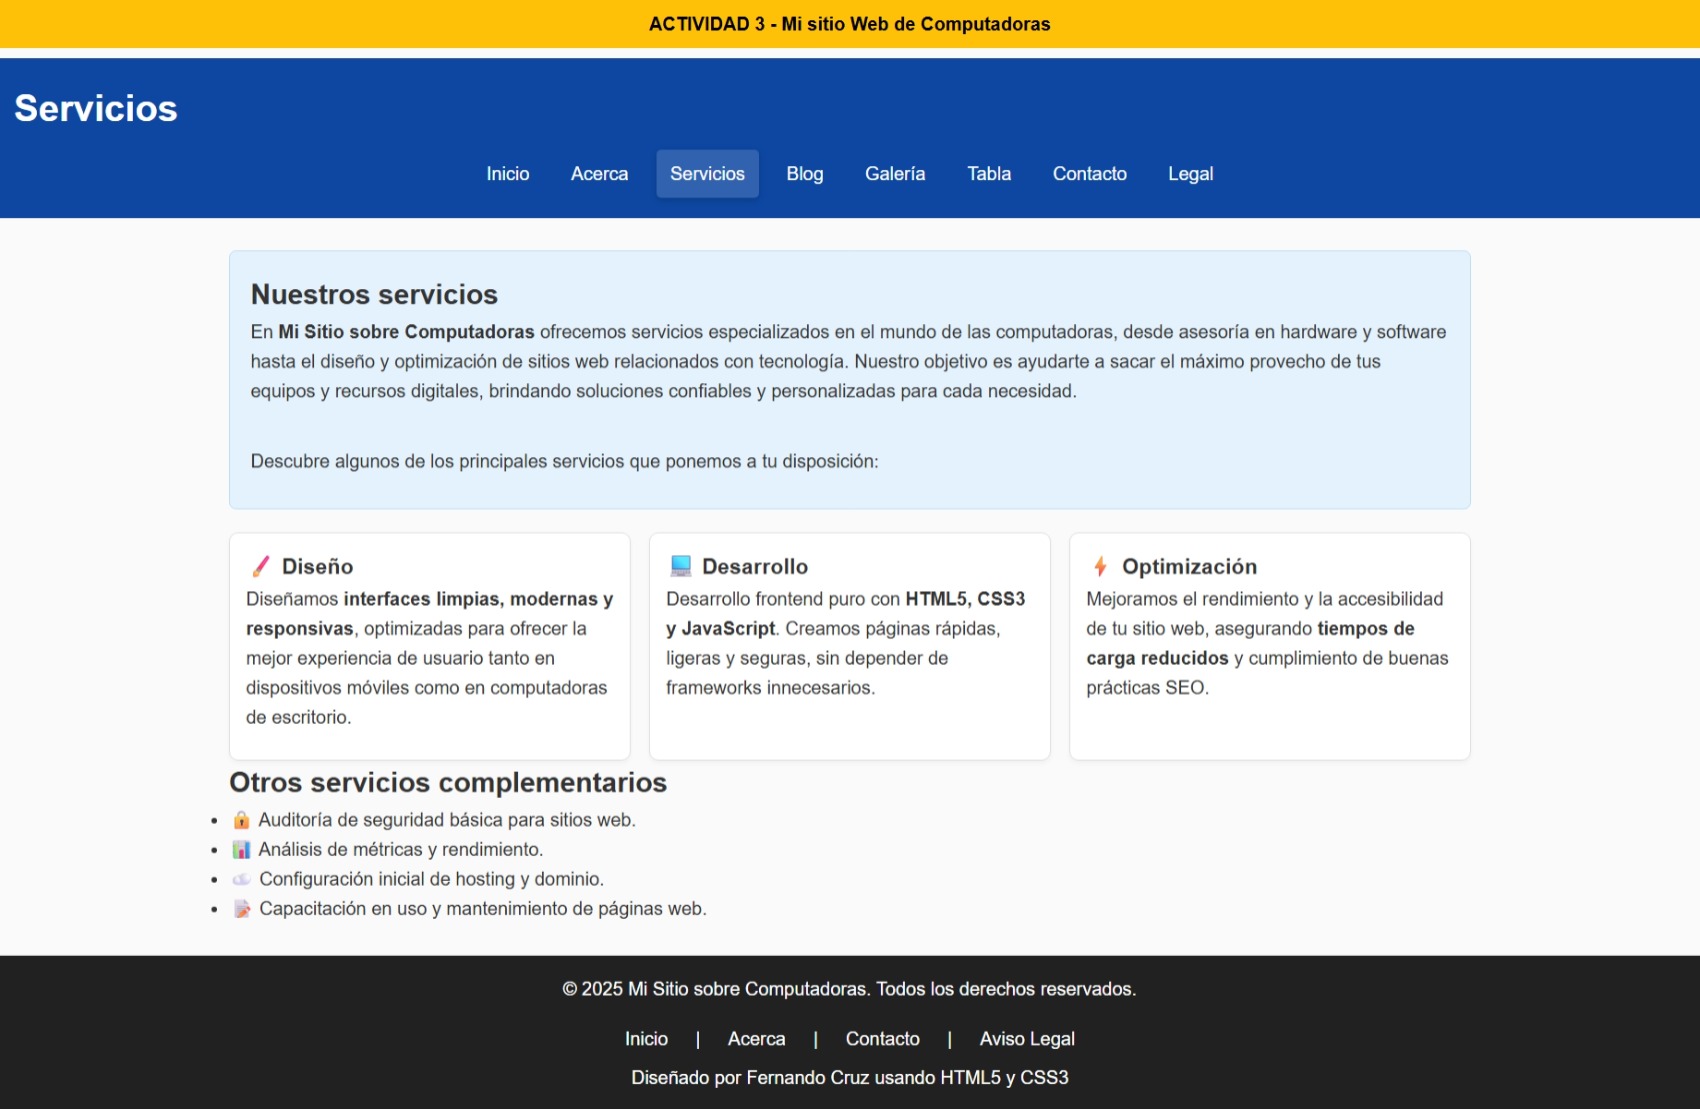 ACTIVIDAD 3 - Mi sitio Web de Computadoras
Servicios
Inicio Acerca Servicios Blog Galería Tabla Contacto Legal
Nuestros servicios
En Mi Sitio sobre Computadoras ofrecemos servicios especializados en el mundo de las computadoras, desde asesoría en hardware y software
hasta el diseño y optimización de sitios web relacionados con tecnología. Nuestro objetivo es ayudarte a sacar el máximo provecho de tus
equipos y recursos digitales, brindando soluciones confiables y personalizadas para cada necesidad.
Descubre algunos de los principales servicios que ponemos a tu disposición:
Diseño
Diseñamos interfaces limpias, modernas y
responsivas, optimizadas para ofrecer la
mejor experiencia de usuario tanto en
dispositivos móviles como en computadoras
de escritorio.
Desarrollo
Desarrollo frontend puro con HTML5, CSS3
y JavaScript. Creamos páginas rápidas,
ligeras y seguras, sin depender de
frameworks innecesarios.
Optimización
Mejoramos el rendimiento y la accesibilidad
de tu sitio web, asegurando tiempos de
carga reducidos y cumplimiento de buenas
prácticas SEO.
Otros servicios complementarios
• Auditoría de seguridad básica para sitios web.
• Análisis de métricas y rendimiento.
• Configuración inicial de hosting y dominio.
• Capacitación en uso y mantenimiento de páginas web.
© 2025 Mi Sitio sobre Computadoras. Todos los derechos reservados.
Inicio | Acerca | Contacto | Aviso Legal
Diseñado por Fernando Cruz usando HTML5 y CSS3